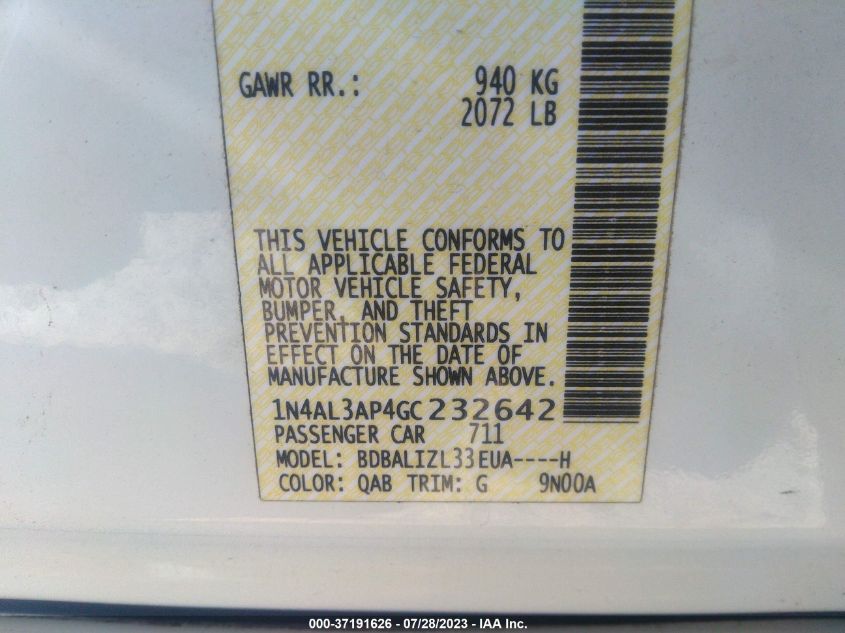 GAWR RR.: 940 KG
2072 LB
THIS VEHICLE CONFORMS TO
ALL APPLICABLE FEDERAL
MOTOR VEHICLE SAFETY,
BUMPER, AND THEFT
PREVENTION STANDARDS IN
EFFECT ON THE DATE OF
MANUFACTURE SHOWN ABOVE.
1N4AL3AP4GC232642
PASSENGER CAR 711
MODEL: BDBALIZL33EUA----H
COLOR: QAB TRIM: G 9N00A
000-37191626 - 07/28/2023 - IAA Inc.